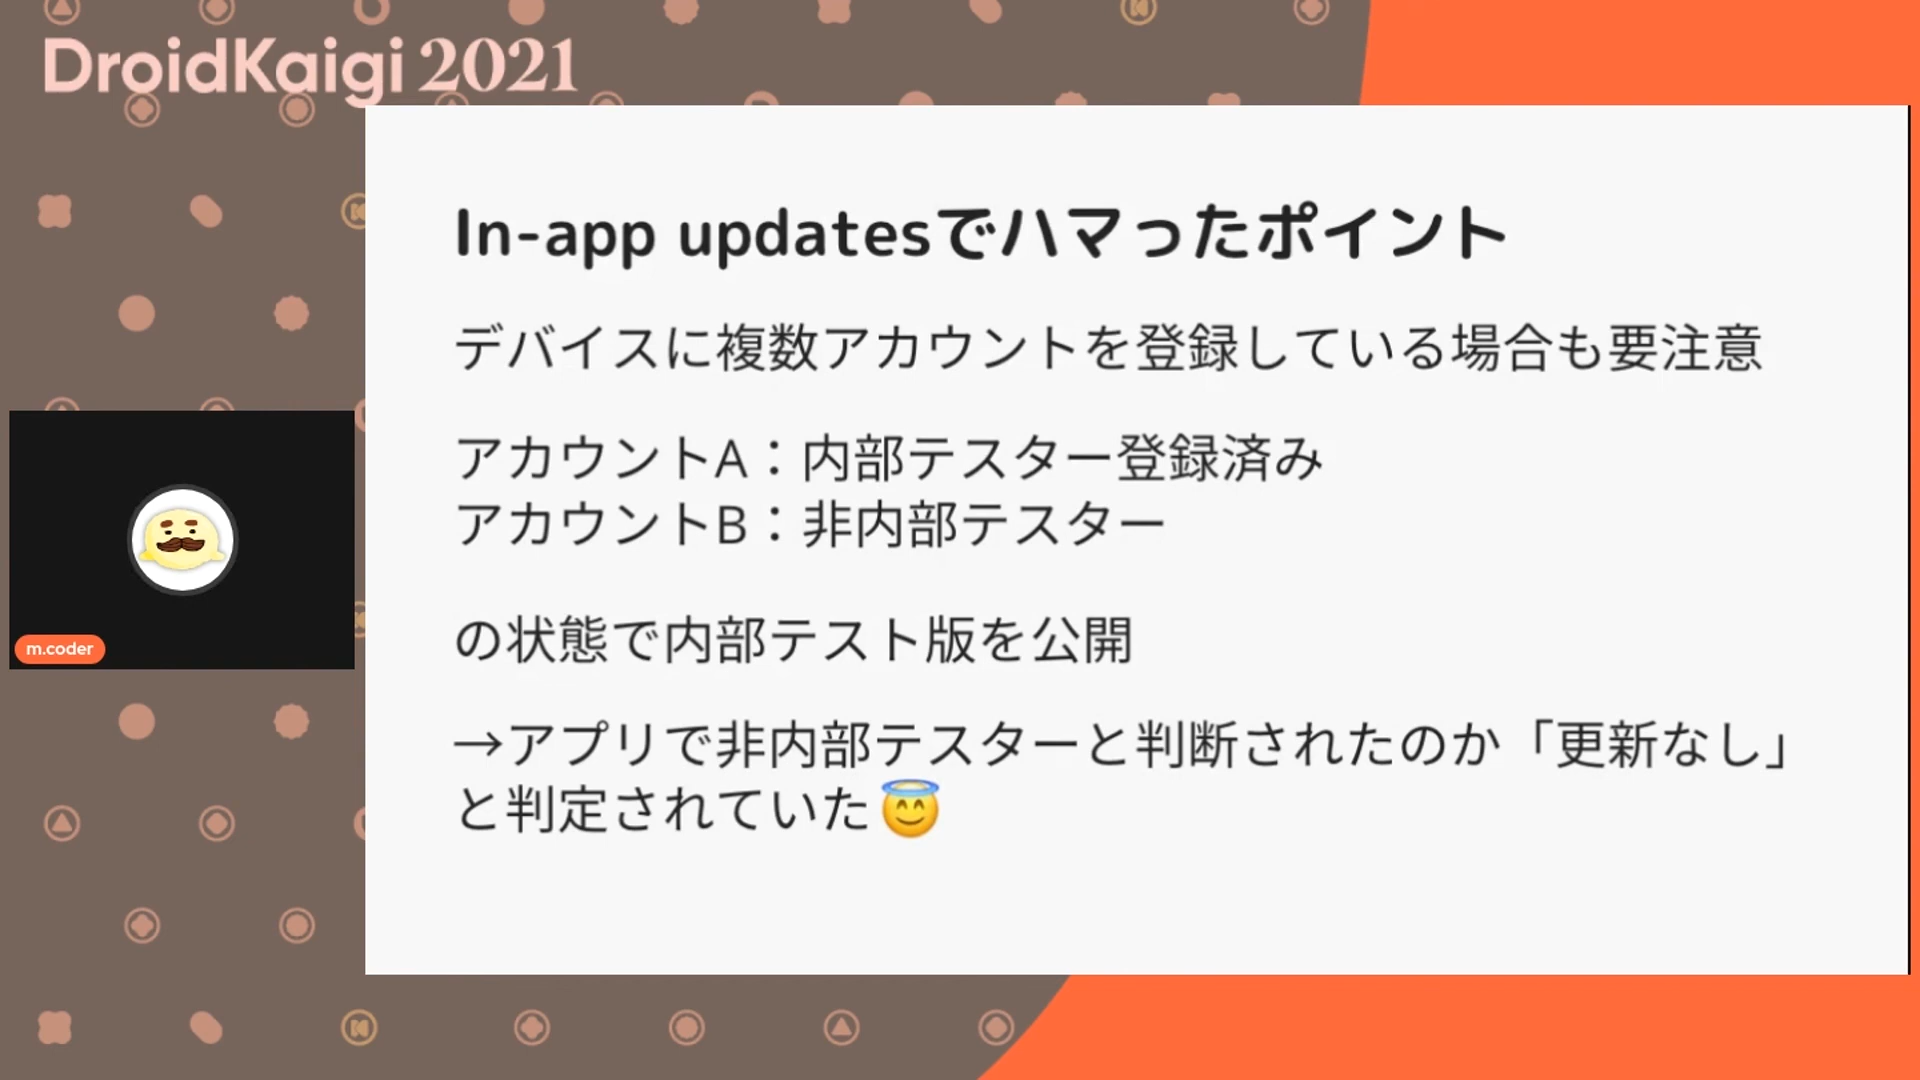 DroidKaigi 2021
In-app updatesでハマったポイント
デバイスに複数アカウントを登録している場合も要注意
アカウントA：内部テスター登録済み
アカウントB：非内部テスター
の状態で内部テスト版を公開
→アプリで非内部テスターと判断されたのか「更新なし」
と判定されていた😇
m.coder